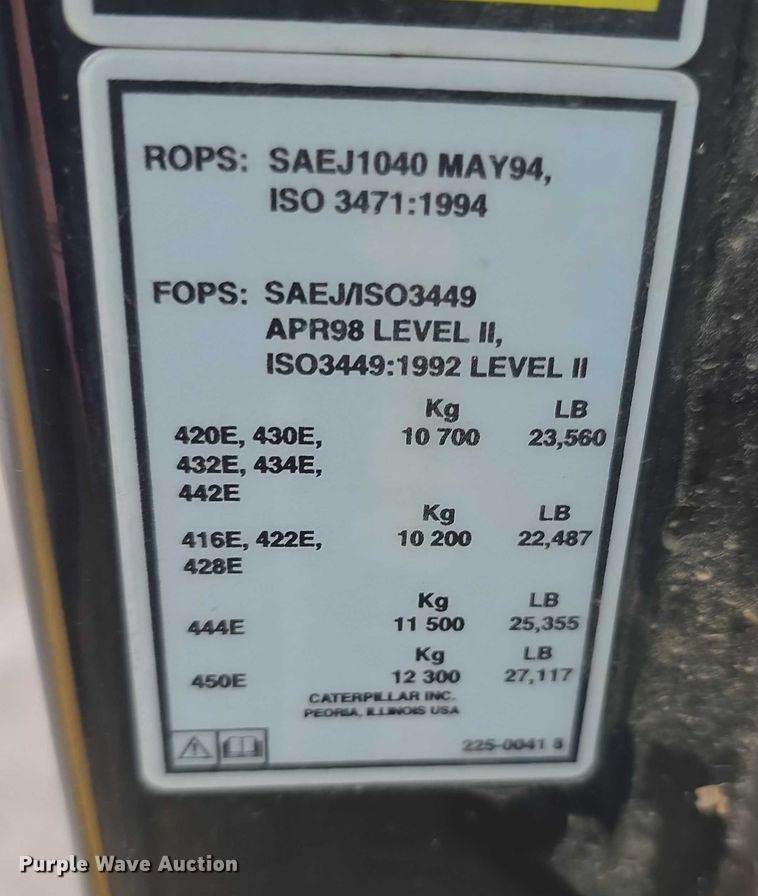 ROPS: SAEJ1040 MAY94,
ISO 3471:1994
FOPS: SAEJ/ISO3449
APR98 LEVEL II,
ISO3449:1992 LEVEL II
Kg LB
420E, 430E, 10 700 23,560
432E, 434E,
442E
Kg LB
416E, 422E, 10 200 22,487
428E
Kg LB
444E 11 500 25,355
Kg LB
450E 12 300 27,117
CATERPILLAR INC.
PEORIA, ILLINOIS USA
225-0041
Purple Wave Auction